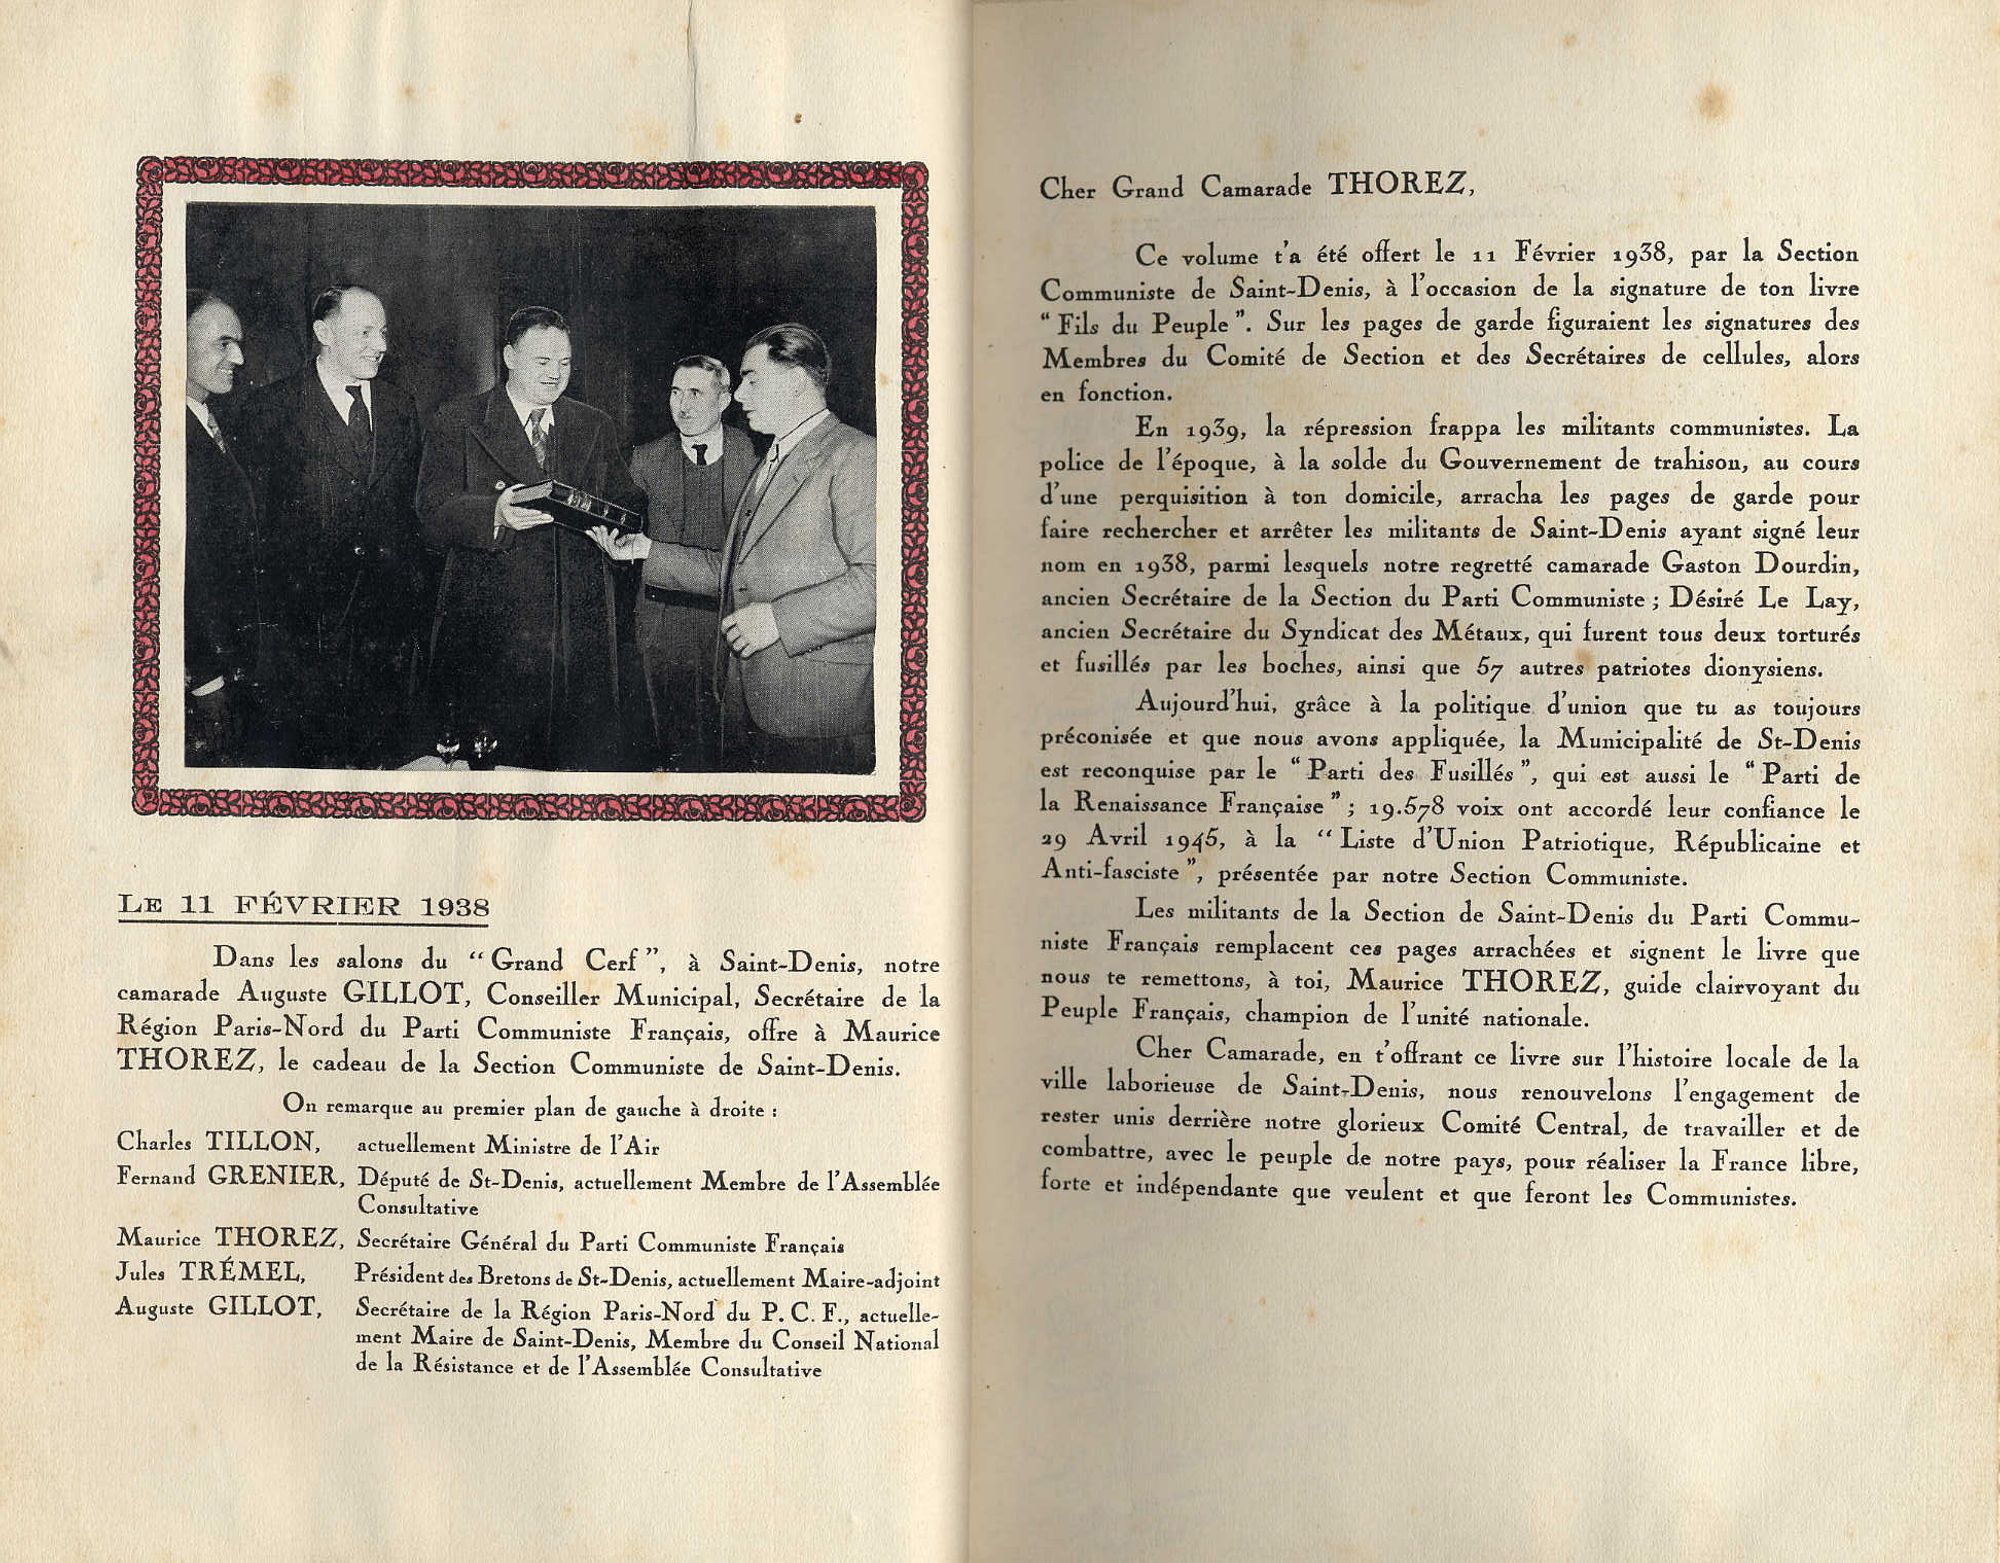 LE 11 FÉVRIER 1938
Dans les salons du “Grand Cerf”, à Saint-Denis, notre
camarade Auguste GILLOT, Conseiller Municipal, Secrétaire de la
Région Paris-Nord du Parti Communiste Français, offre à Maurice
THOREZ, le cadeau de la Section Communiste de Saint-Denis.
On remarque au premier plan de gauche à droite :
Charles TILLON, actuellement Ministre de l'Air
Fernand GRENIER, Député de St-Denis, actuellement Membre de l'Assemblée
Consultative
Maurice THOREZ, Secrétaire Général du Parti Communiste Français
Jules TRÉMEL, Président des Bretons de St-Denis, actuellement Maire-adjoint
Auguste GILLOT, Secrétaire de la Région Paris-Nord du P. C. F., actuelle-
ment Maire de Saint-Denis, Membre du Conseil National
de la Résistance et de l'Assemblée Consultative
Cher Grand Camarade THOREZ,
Ce volume t'a été offert le 11 Février 1938, par la Section
Communiste de Saint-Denis, à l'occasion de la signature de ton livre
“Fils du Peuple”. Sur les pages de garde figuraient les signatures des
Membres du Comité de Section et des Secrétaires de cellules, alors
en fonction.
En 1939, la répression frappa les militants communistes. La
police de l'époque, à la solde du Gouvernement de trahison, au cours
d'une perquisition à ton domicile, arracha les pages de garde pour
faire rechercher et arrêter les militants de Saint-Denis ayant signé leur
nom en 1938, parmi lesquels notre regretté camarade Gaston Dourdin,
ancien Secrétaire de la Section du Parti Communiste ; Désiré Le Lay,
ancien Secrétaire du Syndicat des Métaux, qui furent tous deux torturés
et fusillés par les boches, ainsi que 57 autres patriotes dionysiens.
Aujourd'hui, grâce à la politique d'union que tu as toujours
préconisée et que nous avons appliquée, la Municipalité de St-Denis
est reconquise par le “Parti des Fusillés”, qui est aussi le “Parti de
la Renaissance Française” ; 19.578 voix ont accordé leur confiance le
29 Avril 1945, à la “Liste d'Union Patriotique, Républicaine et
Anti-fasciste”, présentée par notre Section Communiste.
Les militants de la Section de Saint-Denis du Parti Commu-
niste Français remplacent ces pages arrachées et signent le livre que
nous te remettons, à toi, Maurice THOREZ, guide clairvoyant du
Peuple Français, champion de l'unité nationale.
Cher Camarade, en t'offrant ce livre sur l'histoire locale de la
ville laborieuse de Saint-Denis, nous renouvelons l'engagement de
rester unis derrière notre glorieux Comité Central, de travailler et de
combattre, avec le peuple de notre pays, pour réaliser la France libre,
forte et indépendante que veulent et que feront les Communistes.